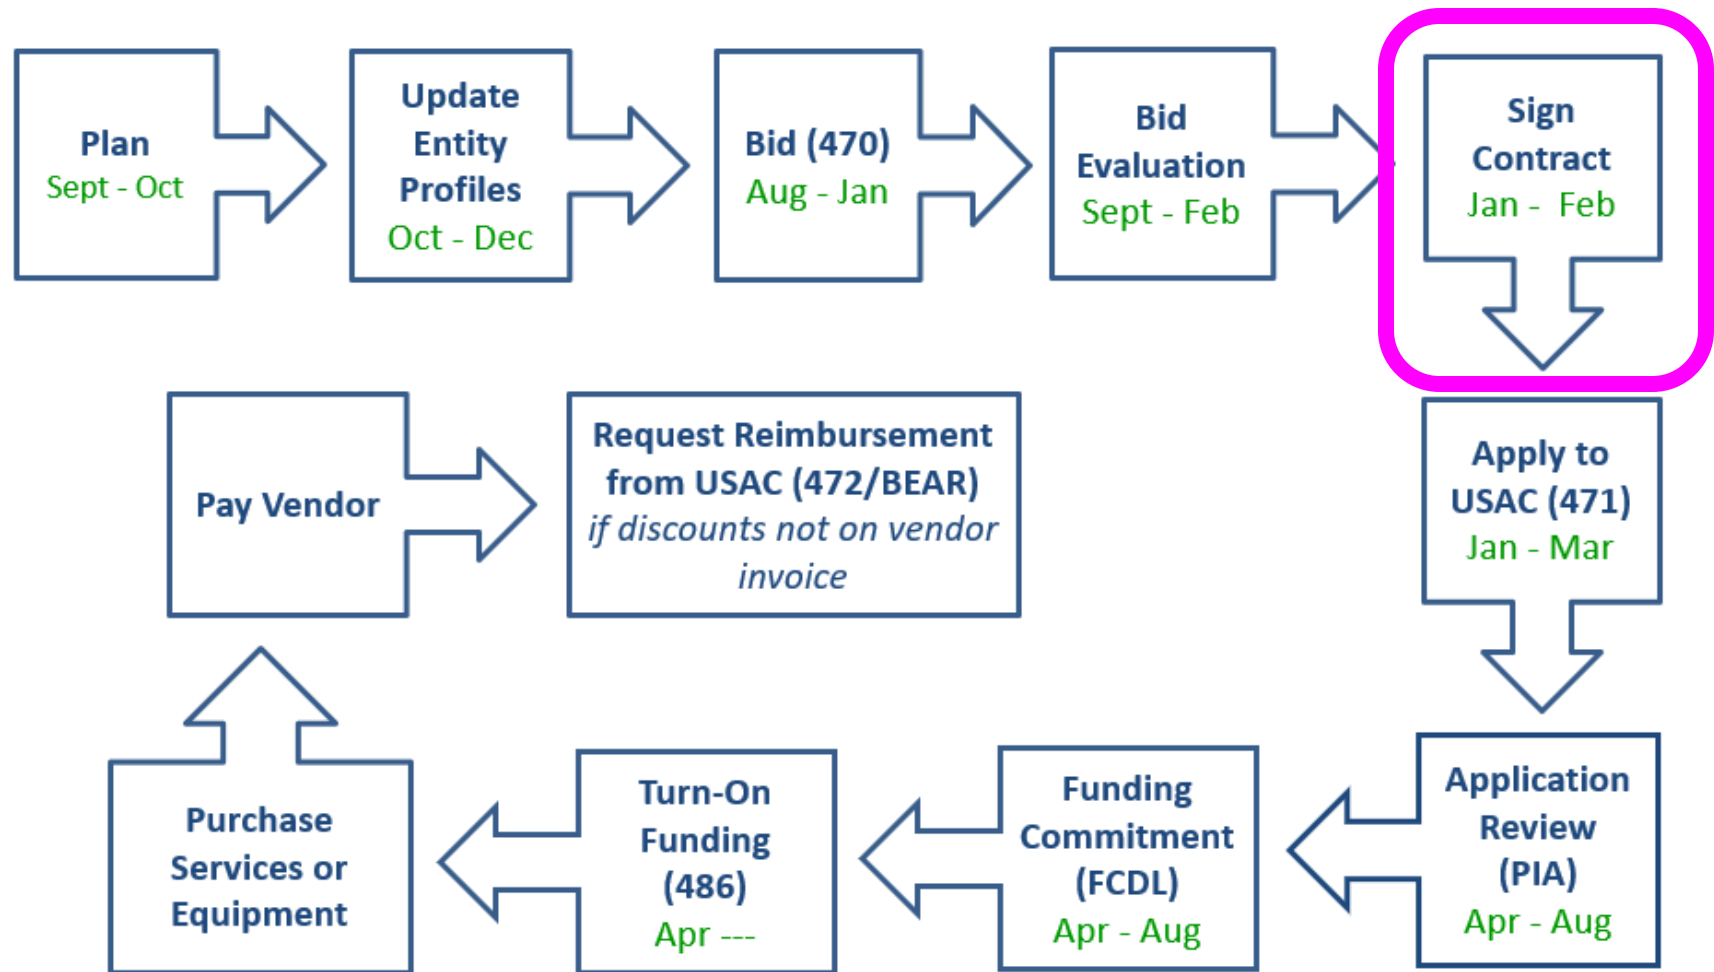 Plan
Sept - Oct
Update
Entity
Profiles
Oct - Dec
Bid (470)
Aug - Jan
Bid
Evaluation
Sept - Feb
Sign
Contract
Jan -  Feb
Apply to
USAC (471)
Jan - Mar
Application
Review
(PIA)
Apr - Aug
Funding
Commitment
(FCDL)
Apr - Aug
Turn-On
Funding
(486)
Apr ---
Purchase
Services or
Equipment
Pay Vendor
Request Reimbursement
from USAC (472/BEAR)
if discounts not on vendor
invoice